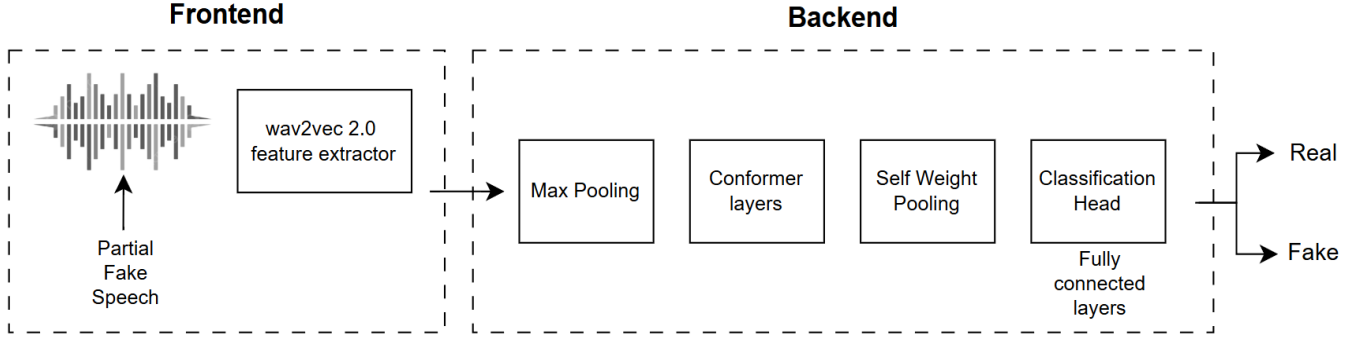 Frontend
Backend
wav2vec 2.0
feature extractor
Partial
Fake
Speech
Max Pooling
Conformer
layers
Self Weight
Pooling
Classification
Head
Fully
connected
layers
Real
Fake